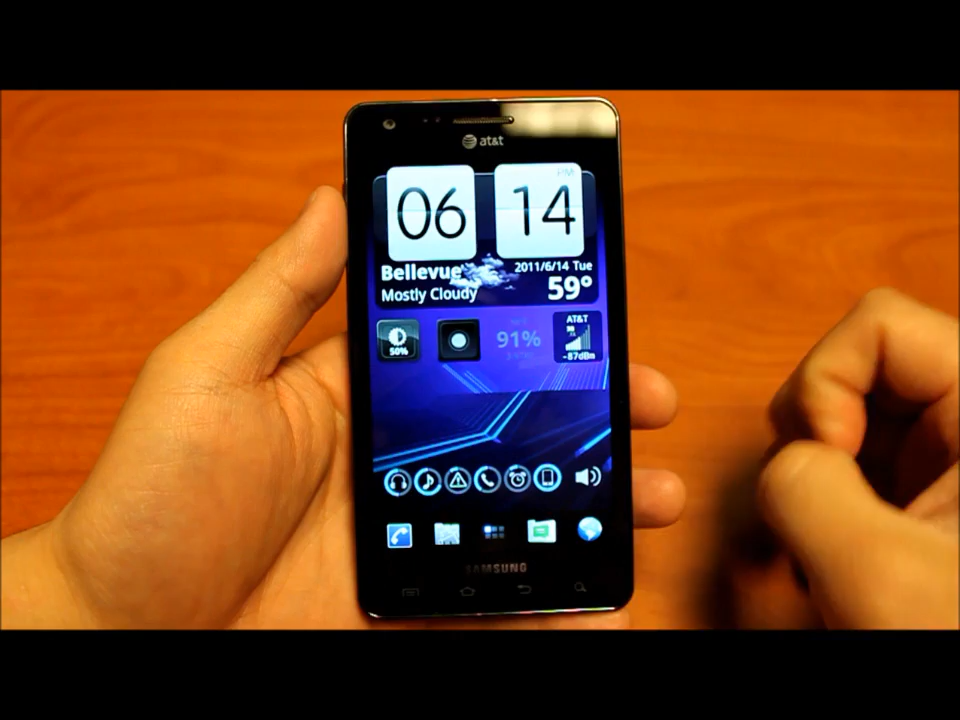 at&t
06 14
PM
Bellevue
2011/6/14 Tue
Mostly Cloudy
59°
50%
91%
AT&T
-87dBm
SAMSUNG